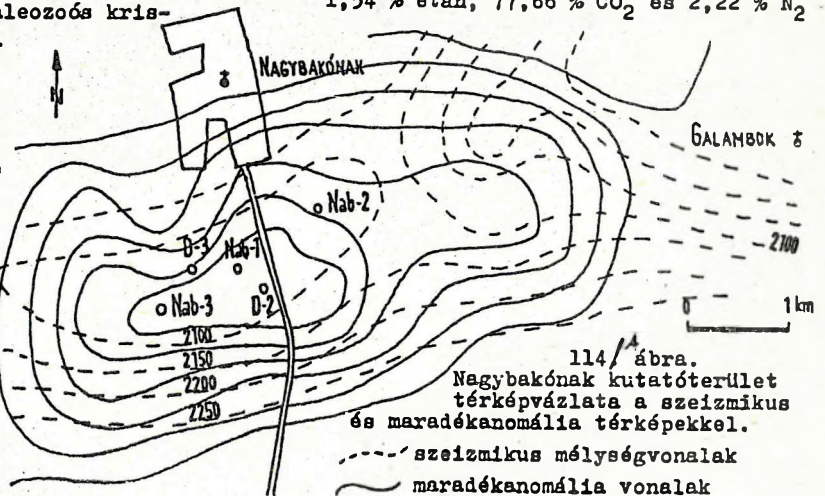 aleozoós kris-
1,54 % etán, 77,66 % CO2 és 2,22 % N2
N
NAGYBAKÓNAK
GALAMBOK
Nab-2
D-3
Nab-1
D-2
Nab-3
2100
2150
2200
2250
2100
0 1 km
114/A ábra.
Nagybakónak kutatóterület
térképvázlata a szeizmikus
és maradékanomália térképekkel.
szeizmikus mélységvonalak
maradékanomália vonalak